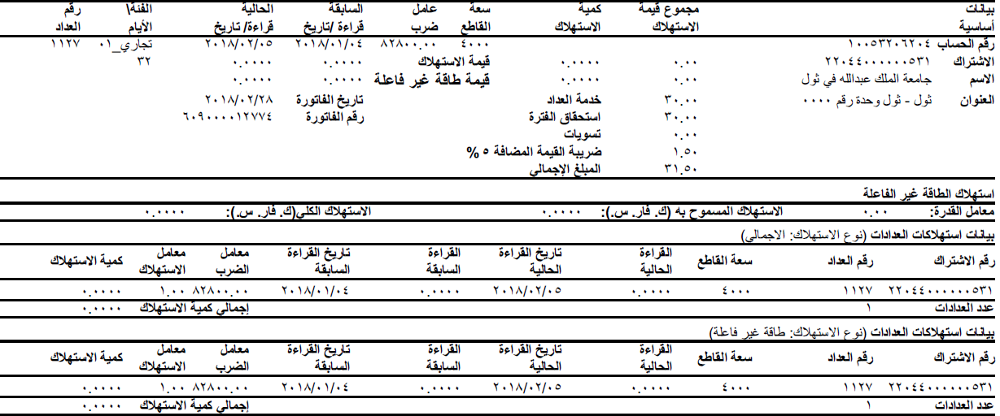 بيانات أساسية مجموع قيمة الاستهلاك كمية الاستهلاك سعة القاطع عامل ضرب السابقة قراءة /تاريخ الحالية قراءة/ تاريخ الفئة\ الأيام رقم العداد
رقم الحساب ١٠٠٥٣٢٠٦٢٠٤ ٤٠٠٠ ٨٢٨٠٠.٠٠ ٢٠١٨/٠١/٠٤ ٢٠١٨/٠٢/٠٥ تجاري_٠١ ١١٢٧
الاشتراك ٢٢٠٤٤٠٠٠٠٠٠٥٣١ ٠.٠٠ ٠.٠٠٠٠ قيمة الاستهلاك ٠.٠٠٠٠ ٠.٠٠٠٠ ٣٢
الاسم جامعة الملك عبدالله في ثول ٠.٠٠ ٠.٠٠٠٠ قيمة طاقة غير فاعلة ٠.٠٠٠٠ ٠.٠٠٠٠
العنوان ثول - ثول وحدة رقم ٠٠٠٠ ٣٠.٠٠ خدمة العداد تاريخ الفاتورة ٢٠١٨/٠٢/٢٨
٣٠.٠٠ استحقاق الفترة رقم الفاتورة ٦٠٩٠٠٠٠١٢٧٧٤
٠.٠٠ تسويات
١.٥٠ ضريبة القيمة المضافة ٥ %
٣١.٥٠ المبلغ الإجمالي
استهلاك الطاقة غير الفاعلة
معامل القدرة: ٠.٠٠ الاستهلاك المسموح به (ك. فار. س.): ٠.٠٠٠٠ الاستهلاك الكلي(ك. فار. س.): ٠.٠٠٠٠
بيانات استهلاكات العدادات (نوع الاستهلاك: الاجمالي)
رقم الاشتراك رقم العداد سعة القاطع القراءة الحالية تاريخ القراءة الحالية القراءة السابقة تاريخ القراءة السابقة معامل الضرب معامل الاستهلاك كمية الاستهلاك
٢٢٠٤٤٠٠٠٠٠٠٥٣١ ١١٢٧ ٤٠٠٠ ٠.٠٠٠٠ ٢٠١٨/٠٢/٠٥ ٠.٠٠٠٠ ٢٠١٨/٠١/٠٤ ٨٢٨٠٠.٠٠ ١.٠٠ ٠.٠٠٠٠
عدد العدادات ١ إجمالي كمية الاستهلاك ٠.٠٠٠٠
بيانات استهلاكات العدادات (نوع الاستهلاك: طاقة غير فاعلة)
رقم الاشتراك رقم العداد سعة القاطع القراءة الحالية تاريخ القراءة الحالية القراءة السابقة تاريخ القراءة السابقة معامل الضرب معامل الاستهلاك كمية الاستهلاك
٢٢٠٤٤٠٠٠٠٠٠٥٣١ ١١٢٧ ٤٠٠٠ ٠.٠٠٠٠ ٢٠١٨/٠٢/٠٥ ٠.٠٠٠٠ ٢٠١٨/٠١/٠٤ ٨٢٨٠٠.٠٠ ١.٠٠ ٠.٠٠٠٠
عدد العدادات ١ إجمالي كمية الاستهلاك ٠.٠٠٠٠